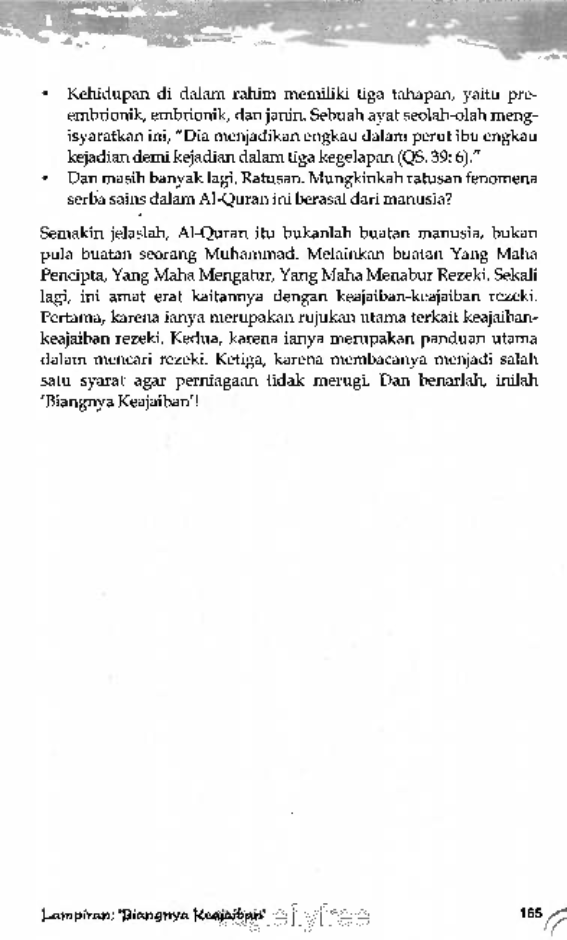 • Kehidupan di dalam rahim memiliki tiga tahapan, yaitu pre-
embrionik, embrionik, dan janin. Sebuah ayat seolah-olah meng-
isyaratkan ini, "Dia menjadikan engkau dalam perut ibu engkau
kejadian demi kejadian dalam tiga kegelapan (QS. 39: 6)."
• Dan masih banyak lagi. Ratusan. Mungkinkah ratusan fenomena
serba sains dalam Al-Quran ini berasal dari manusia?
Semakin jelaslah, Al-Quran itu bukanlah buatan manusia, bukan
pula buatan seorang Muhammad. Melainkan buatan Yang Maha
Pencipta, Yang Maha Mengatur, Yang Maha Menabur Rezeki. Sekali
lagi, ini amat erat kaitannya dengan keajaiban-keajaiban rezeki.
Pertama, karena ianya merupakan rujukan utama terkait keajaiban-
keajaiban rezeki. Kedua, karena ianya merupakan panduan utama
dalam mencari rezeki. Ketiga, karena membacanya menjadi salah
satu syarat agar perniagaan tidak merugi. Dan benarlah, inilah
'Biangnya Keajaiban'!
Lampiran: 'Biangnya Keajaiban' 165